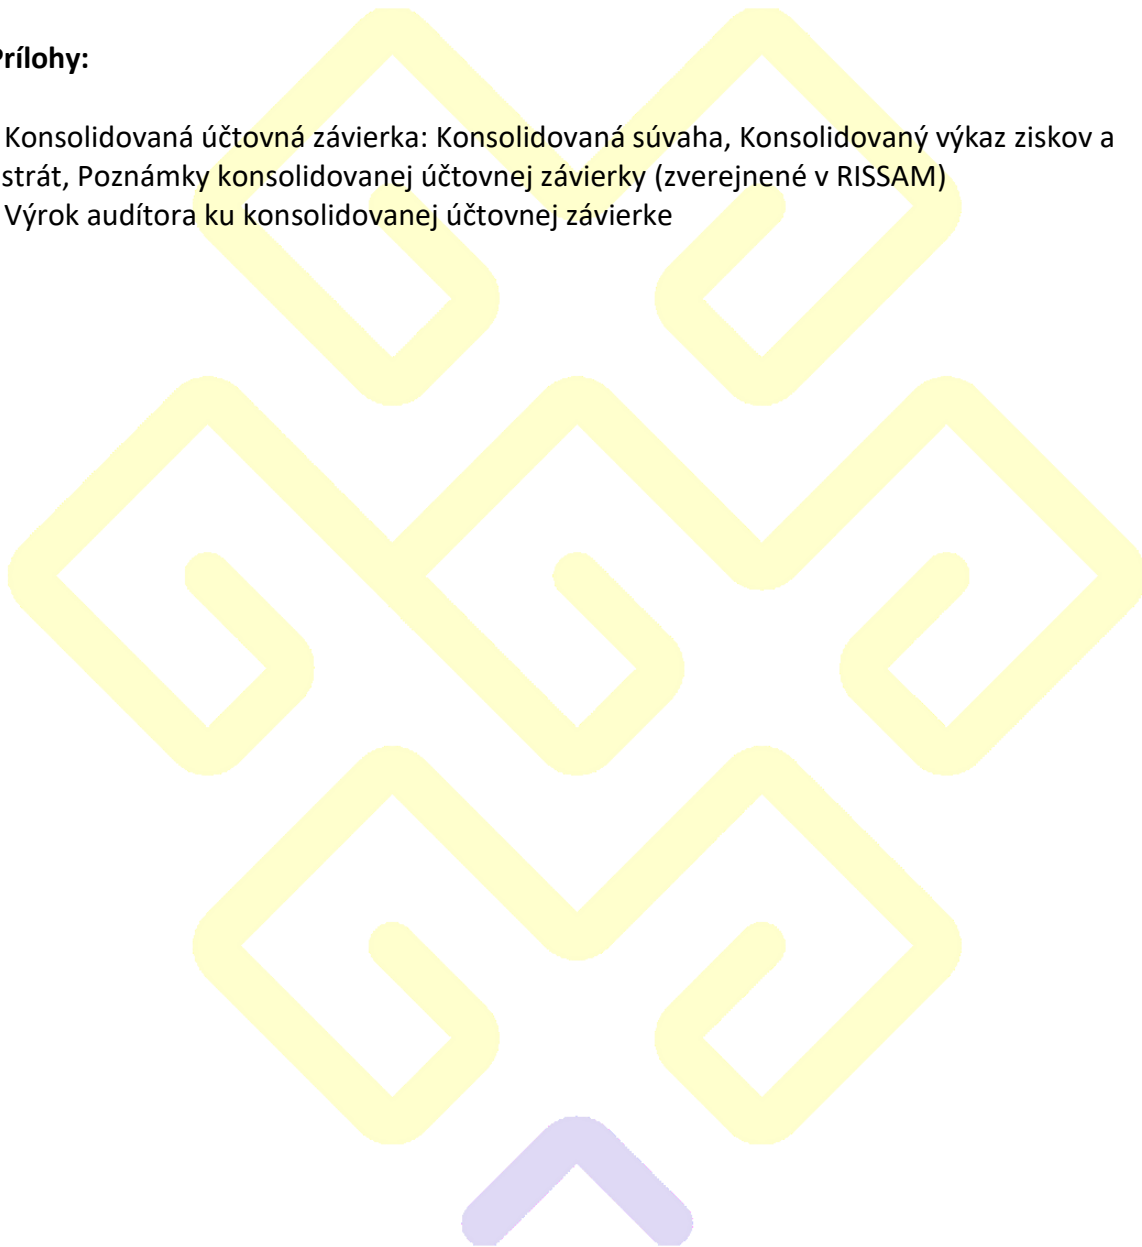 Prílohy:
Konsolidovaná účtovná závierka: Konsolidovaná súvaha, Konsolidovaný výkaz ziskov a
strát, Poznámky konsolidovanej účtovnej závierky (zverejnené v RISSAM)
Výrok audítora ku konsolidovanej účtovnej závierke